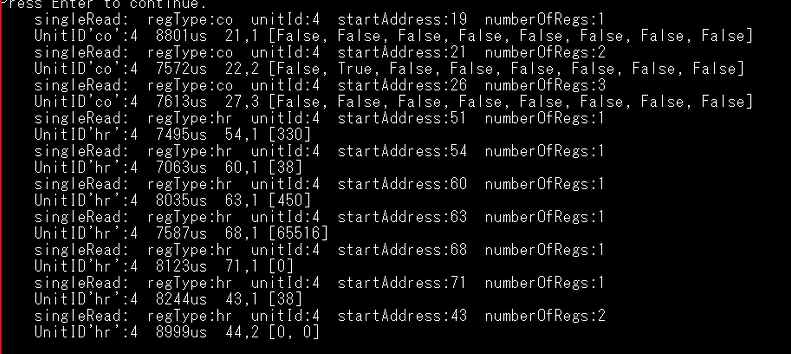 Press Enter to continue.
singleRead: regType:co unitId:4 startAddress:19 numberOfRegs:1
UnitID'co':4 8801us 21,1 [False, False, False, False, False, False, False, False]
singleRead: regType:co unitId:4 startAddress:21 numberOfRegs:2
UnitID'co':4 7572us 22,2 [False, True, False, False, False, False, False, False]
singleRead: regType:co unitId:4 startAddress:26 numberOfRegs:3
UnitID'co':4 7613us 27,3 [False, False, False, False, False, False, False, False]
singleRead: regType:hr unitId:4 startAddress:51 numberOfRegs:1
UnitID'hr':4 7495us 54,1 [330]
singleRead: regType:hr unitId:4 startAddress:54 numberOfRegs:1
UnitID'hr':4 7063us 60,1 [38]
singleRead: regType:hr unitId:4 startAddress:60 numberOfRegs:1
UnitID'hr':4 8035us 63,1 [450]
singleRead: regType:hr unitId:4 startAddress:63 numberOfRegs:1
UnitID'hr':4 7587us 68,1 [65516]
singleRead: regType:hr unitId:4 startAddress:68 numberOfRegs:1
UnitID'hr':4 8123us 71,1 [0]
singleRead: regType:hr unitId:4 startAddress:71 numberOfRegs:1
UnitID'hr':4 8244us 43,1 [38]
singleRead: regType:hr unitId:4 startAddress:43 numberOfRegs:2
UnitID'hr':4 8999us 44,2 [0, 0]